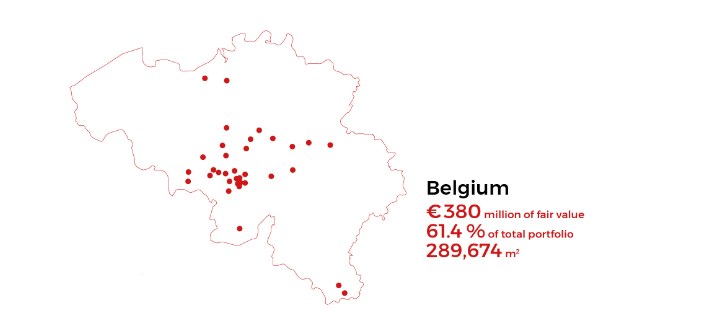 Belgium
€ 380 million of fair value
61.4 % of total portfolio
289,674 m²